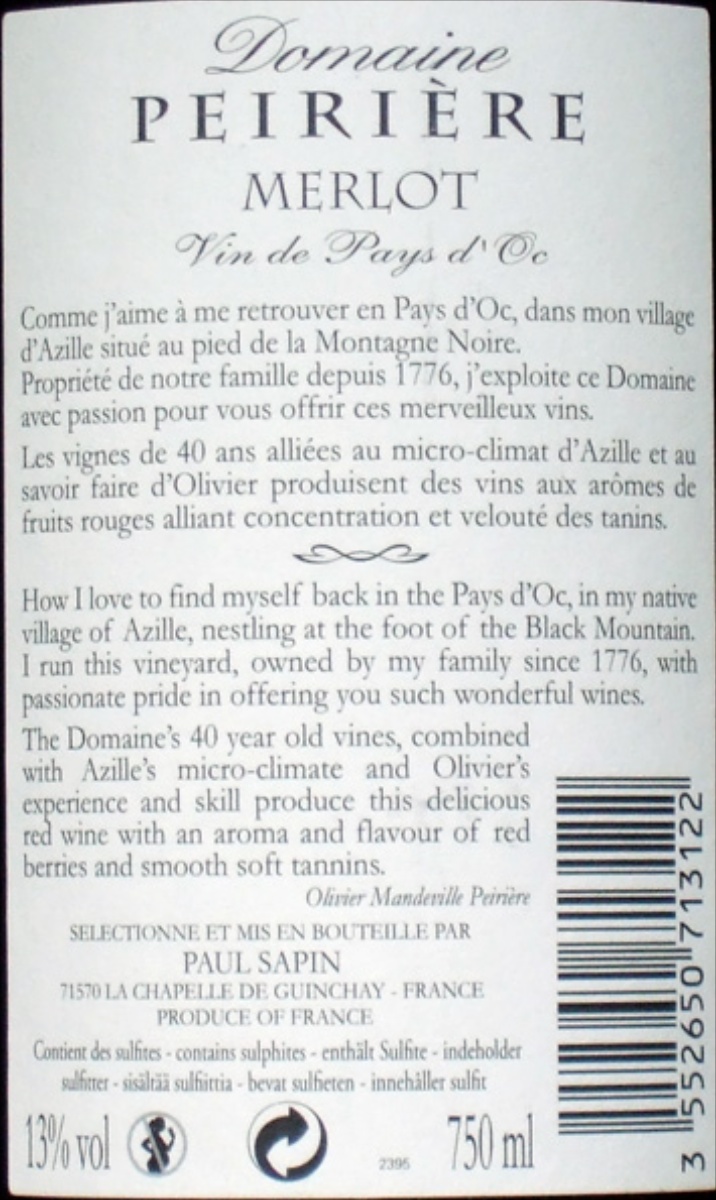 Domaine
PEIRIÈRE
MERLOT
Vin de Pays d'Oc
Comme j'aime à me retrouver en Pays d'Oc, dans mon village
d'Azille situé au pied de la Montagne Noire.
Propriété de notre famille depuis 1776, j'exploite ce Domaine
avec passion pour vous offrir ces merveilleux vins.
Les vignes de 40 ans alliées au micro-climat d'Azille et au
savoir faire d'Olivier produisent des vins aux arômes de
fruits rouges alliant concentration et velouté des tanins.
How I love to find myself back in the Pays d'Oc, in my native
village of Azille, nestling at the foot of the Black Mountain.
I run this vineyard, owned by my family since 1776, with
passionate pride in offering you such wonderful wines.
The Domaine's 40 year old vines, combined
with Azille's micro-climate and Olivier's
experience and skill produce this delicious
red wine with an aroma and flavour of red
berries and smooth soft tannins.
Olivier Mandeville Peirière
SELECTIONNE ET MIS EN BOUTEILLE PAR
PAUL SAPIN
71570 LA CHAPELLE DE GUINCHAY - FRANCE
PRODUCE OF FRANCE
Contient des sulfites - contains sulphites - enthält Sulfite - indeholder
sulfitter - sisältää sulfiittia - bevat sulfieten - innehåller sulfit
13% vol
2395
750 ml
3 552650 713122